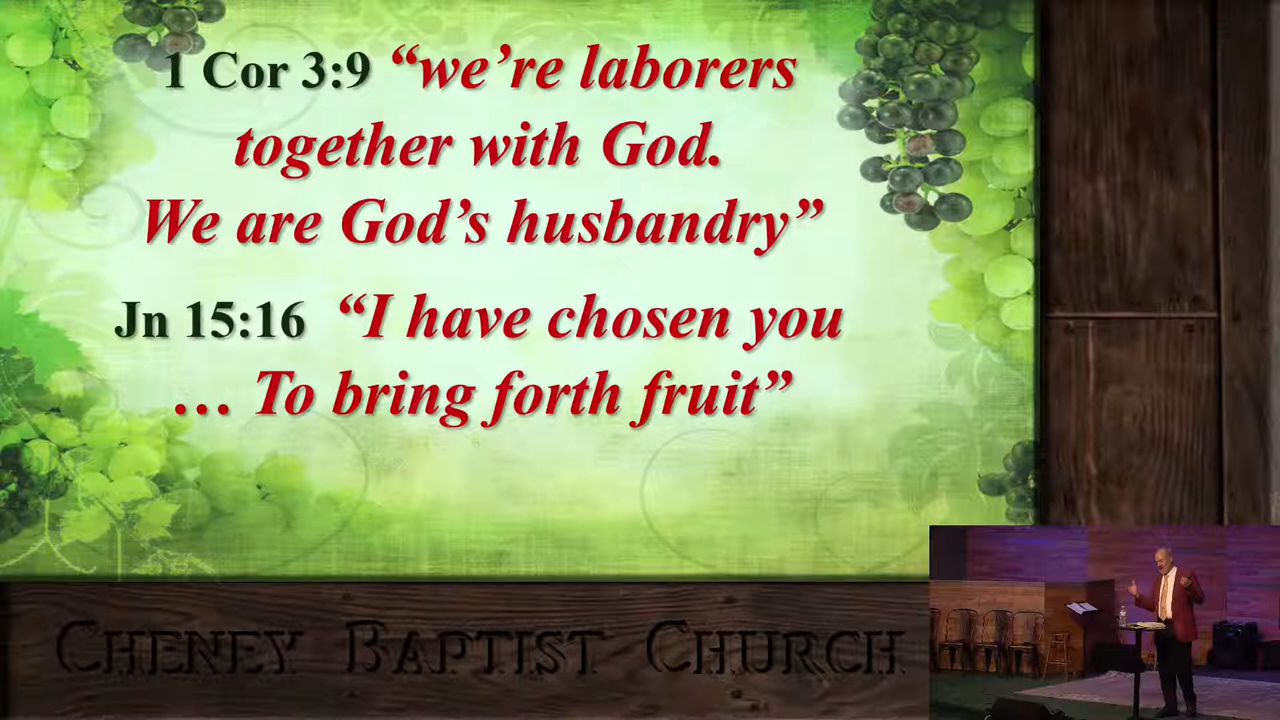 1 Cor 3:9 “we’re laborers
together with God.
We are God’s husbandry”
Jn 15:16 “I have chosen you
… To bring forth fruit”
Cheney Baptist Church